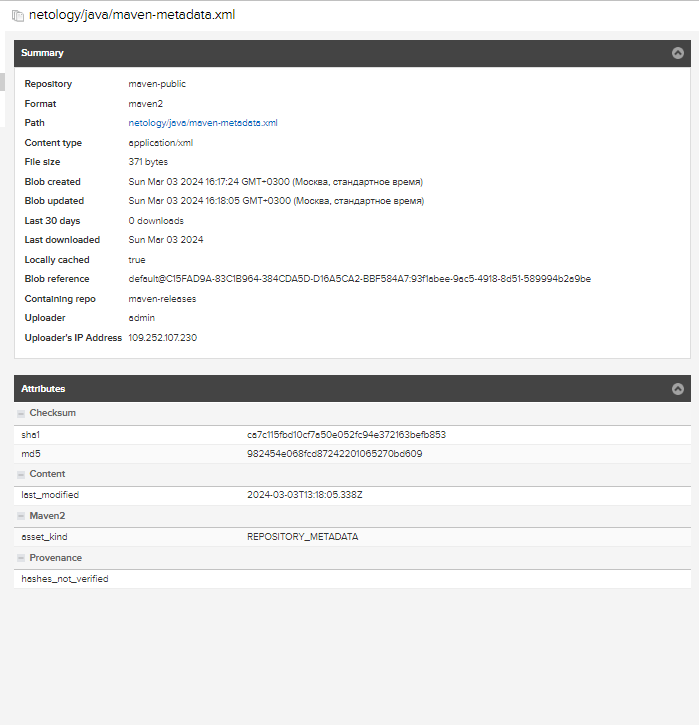 netology/java/maven-metadata.xml
Summary
Repository maven-public
Format maven2
Path netology/java/maven-metadata.xml
Content type application/xml
File size 371 bytes
Blob created Sun Mar 03 2024 16:17:24 GMT+0300 (Москва, стандартное время)
Blob updated Sun Mar 03 2024 16:18:05 GMT+0300 (Москва, стандартное время)
Last 30 days 0 downloads
Last downloaded Sun Mar 03 2024
Locally cached true
Blob reference default@C15FAD9A-83C1B964-384CDA5D-D16A5CA2-BBF584A7:93f1abee-9ac5-4918-8d51-589994b2a9be
Containing repo maven-releases
Uploader admin
Uploader's IP Address 109.252.107.230
Attributes
Checksum
sha1 ca7c115fbd10cf7a50e052fc94e372163befb853
md5 982454e068fcd87242201065270bd609
Content
last_modified 2024-03-03T13:18:05.338Z
Maven2
asset_kind REPOSITORY_METADATA
Provenance
hashes_not_verified